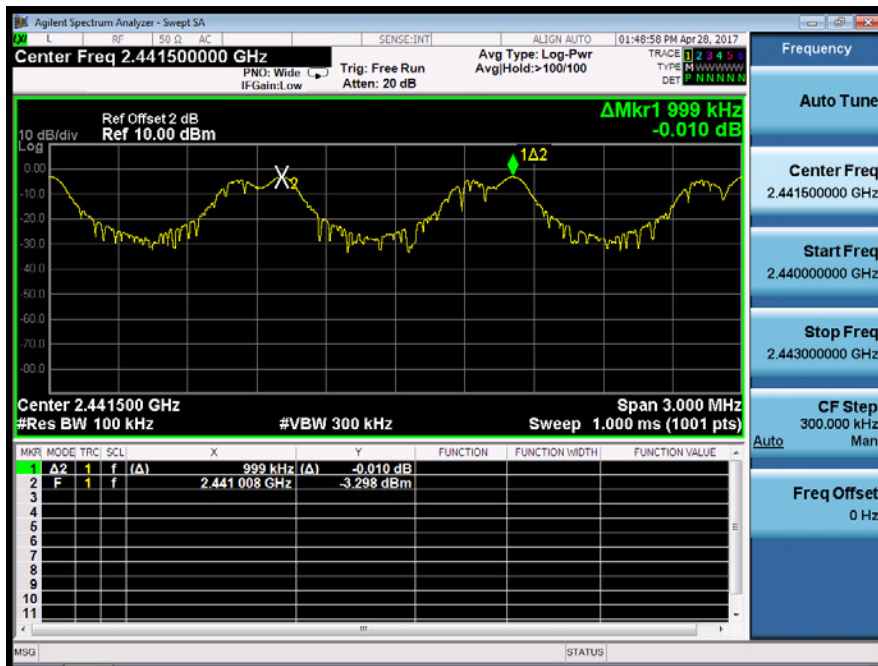 Agilent Spectrum Analyzer - Swept SA
L RF 50 Ω AC SENSE:INT ALIGN AUTO 01:48:58 PM Apr 28, 2017
Center Freq 2.441500000 GHz
PNO: Wide
IFGain:Low
Trig: Free Run
Atten: 20 dB
Avg Type: Log-Pwr
Avg|Hold:>100/100
TRACE 1 2 3 4 5 6
TYPE M WWWWW
DET P N N N N N
ΔMkr1 999 kHz
-0.010 dB
Ref Offset 2 dB
10 dB/div Ref 10.00 dBm
Log
0.00
-10.0
-20.0
-30.0
-40.0
-50.0
-60.0
-70.0
-80.0
X2
1Δ2
Center 2.441500 GHz Span 3.000 MHz
#Res BW 100 kHz #VBW 300 kHz Sweep 1.000 ms (1001 pts)
MKR MODE TRC SCL X Y FUNCTION FUNCTION WIDTH FUNCTION VALUE
1 Δ2 1 f (Δ) 999 kHz (Δ) -0.010 dB
2 F 1 f 2.441 008 GHz -3.298 dBm
3
4
5
6
7
8
9
10
11
MSG STATUS
Frequency
Auto Tune
Center Freq
2.441500000 GHz
Start Freq
2.440000000 GHz
Stop Freq
2.443000000 GHz
CF Step
300.000 kHz
Auto Man
Freq Offset
0 Hz